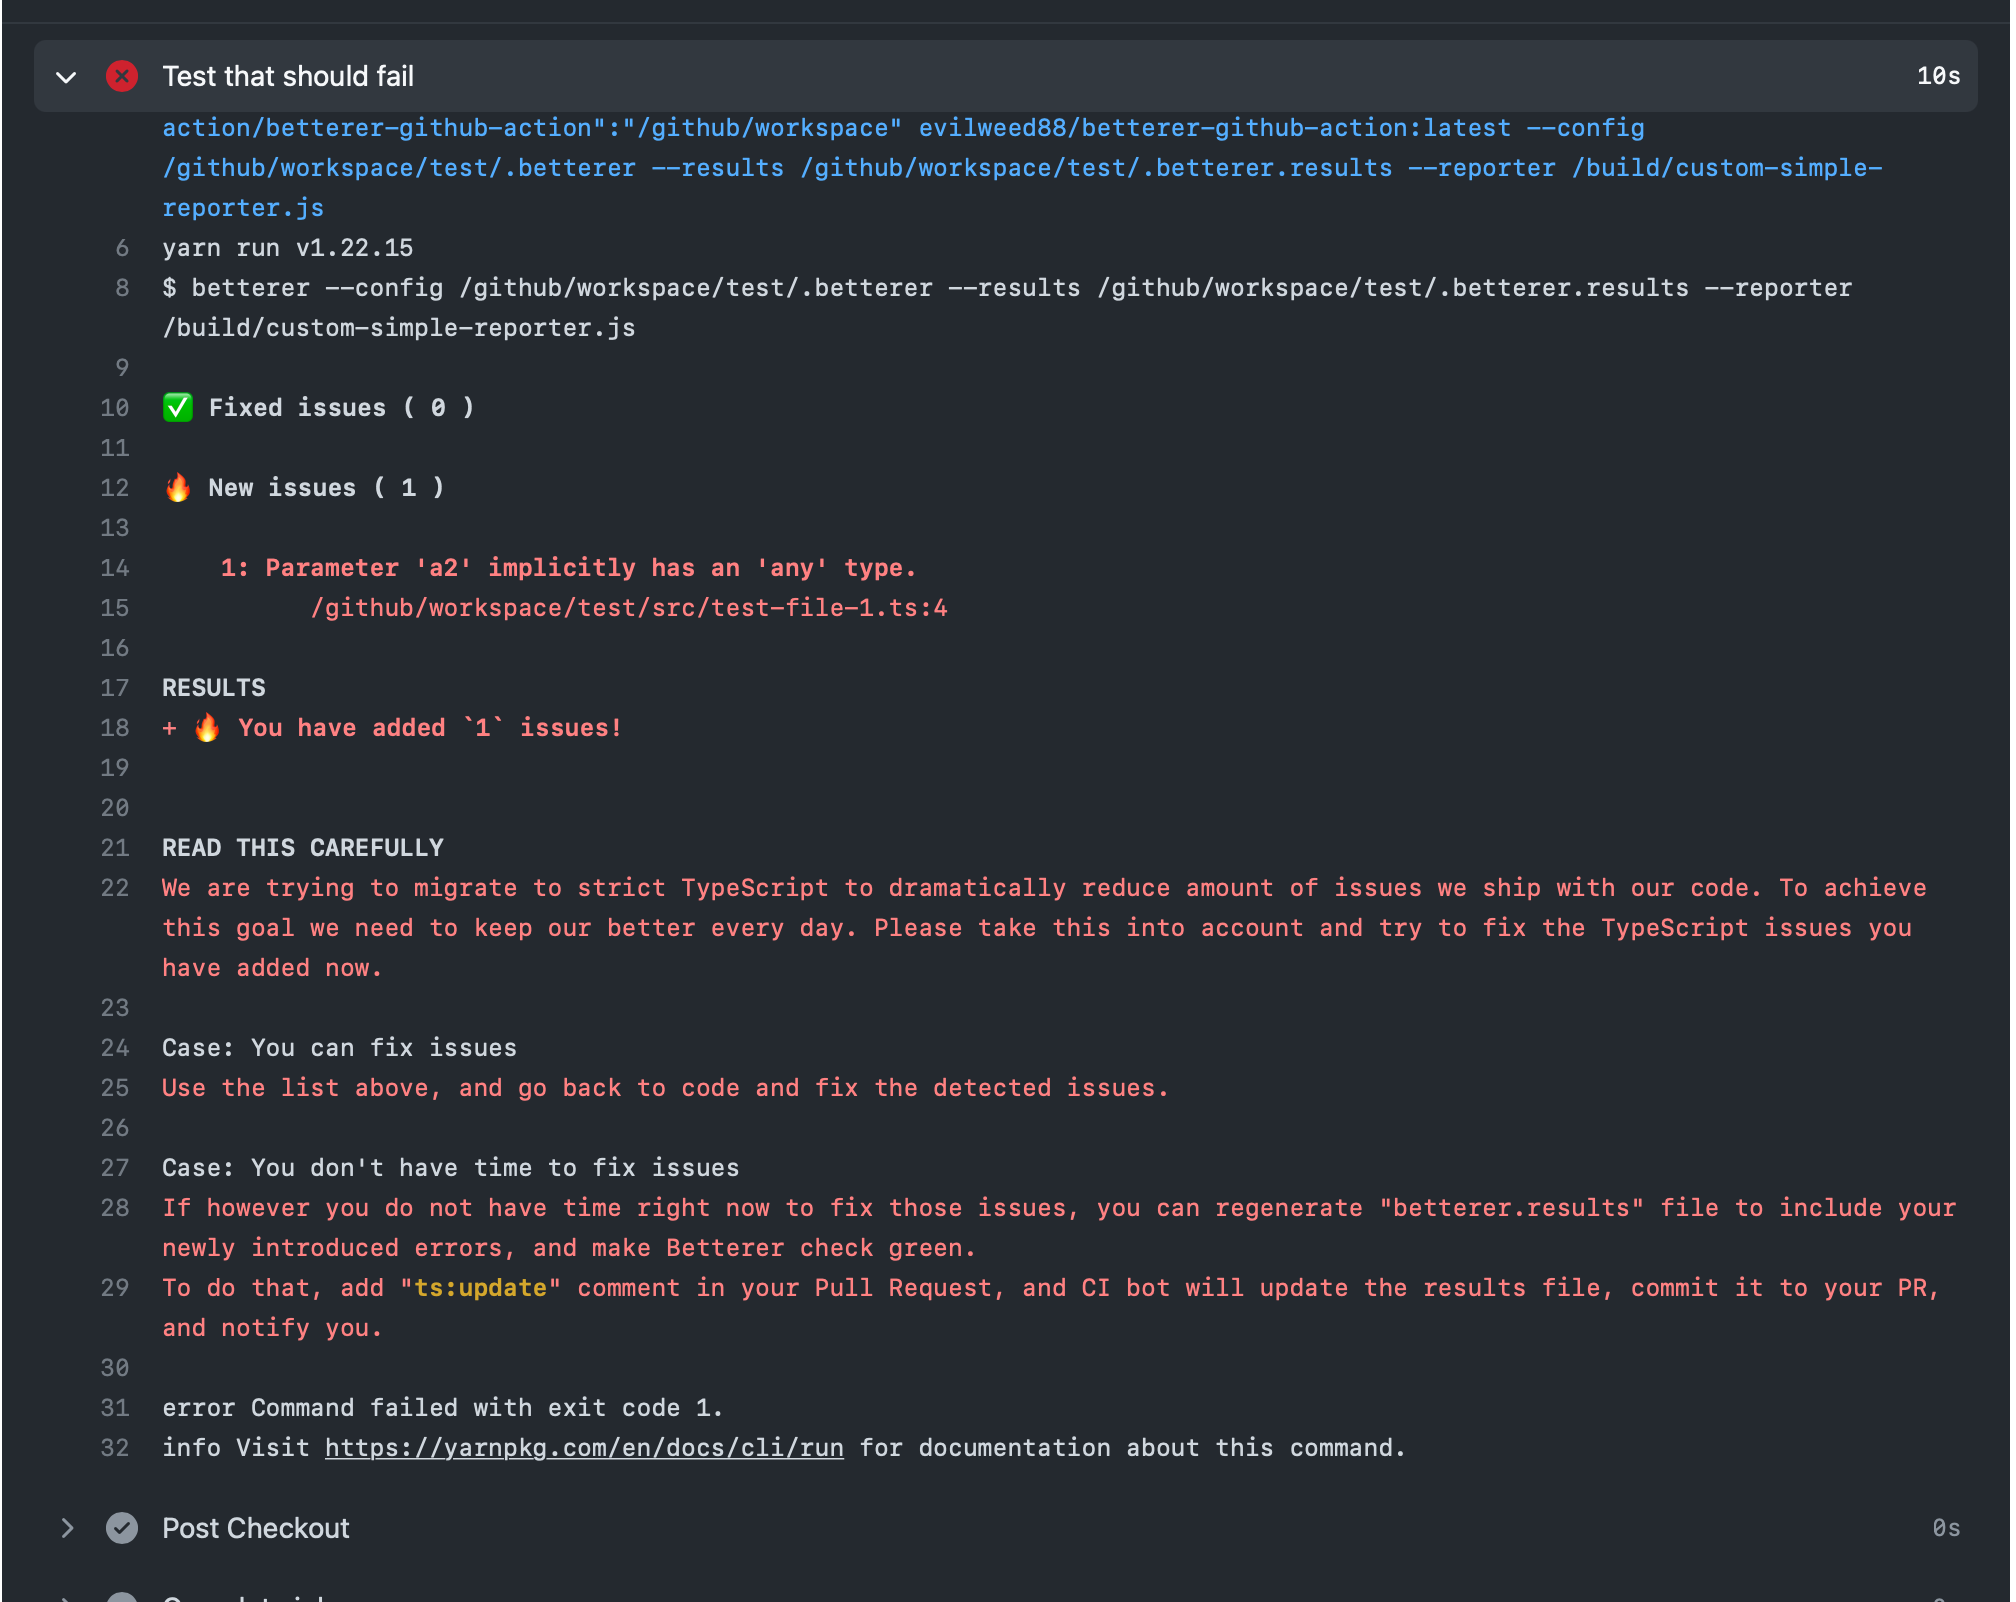 Test that should fail 10s
action/betterer-github-action":"/github/workspace" evilweed88/betterer-github-action:latest --config
/github/workspace/test/.betterer --results /github/workspace/test/.betterer.results --reporter /build/custom-simple-
reporter.js
6 yarn run v1.22.15
8 $ betterer --config /github/workspace/test/.betterer --results /github/workspace/test/.betterer.results --reporter
/build/custom-simple-reporter.js
9
10 ✅ Fixed issues ( 0 )
11
12 🔥 New issues ( 1 )
13
14 1: Parameter 'a2' implicitly has an 'any' type.
15 /github/workspace/test/src/test-file-1.ts:4
16
17 RESULTS
18 + 🔥 You have added `1` issues!
19
20
21 READ THIS CAREFULLY
22 We are trying to migrate to strict TypeScript to dramatically reduce amount of issues we ship with our code. To achieve
this goal we need to keep our better every day. Please take this into account and try to fix the TypeScript issues you
have added now.
23
24 Case: You can fix issues
25 Use the list above, and go back to code and fix the detected issues.
26
27 Case: You don't have time to fix issues
28 If however you do not have time right now to fix those issues, you can regenerate "betterer.results" file to include your
newly introduced errors, and make Betterer check green.
29 To do that, add "ts:update" comment in your Pull Request, and CI bot will update the results file, commit it to your PR,
and notify you.
30
31 error Command failed with exit code 1.
32 info Visit https://yarnpkg.com/en/docs/cli/run for documentation about this command.
Post Checkout 0s